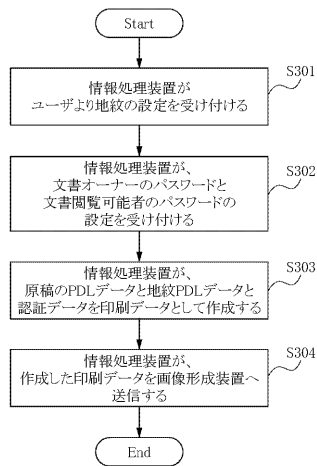 Start
S301
情報処理装置が
ユーザより地紋の設定を受け付ける
S302
情報処理装置が、
文書オーナーのパスワードと
文書閲覧可能者のパスワードの
設定を受け付ける
S303
情報処理装置が、
原稿のPDLデータと地紋PDLデータと
認証データを印刷データとして作成する
S304
情報処理装置が、
作成した印刷データを画像形成装置へ
送信する
End